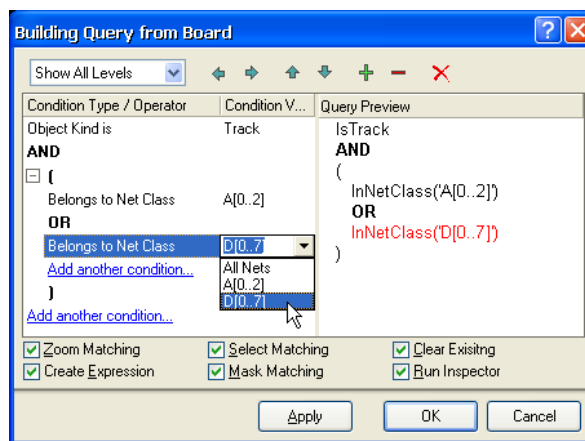 Building Query from Board
Show All Levels
Condition Type / Operator Condition V... Query Preview
Object Kind is Track IsTrack
AND AND
( (
Belongs to Net Class A[0..2] InNetClass('A[0..2]')
OR OR
Belongs to Net Class D[0..7] InNetClass('D[0..7]')
Add another condition... All Nets )
A[0..2]
) D[0..7]
Add another condition...
Zoom Matching Select Matching Clear Exisitng
Create Expression Mask Matching Run Inspector
Apply OK Cancel